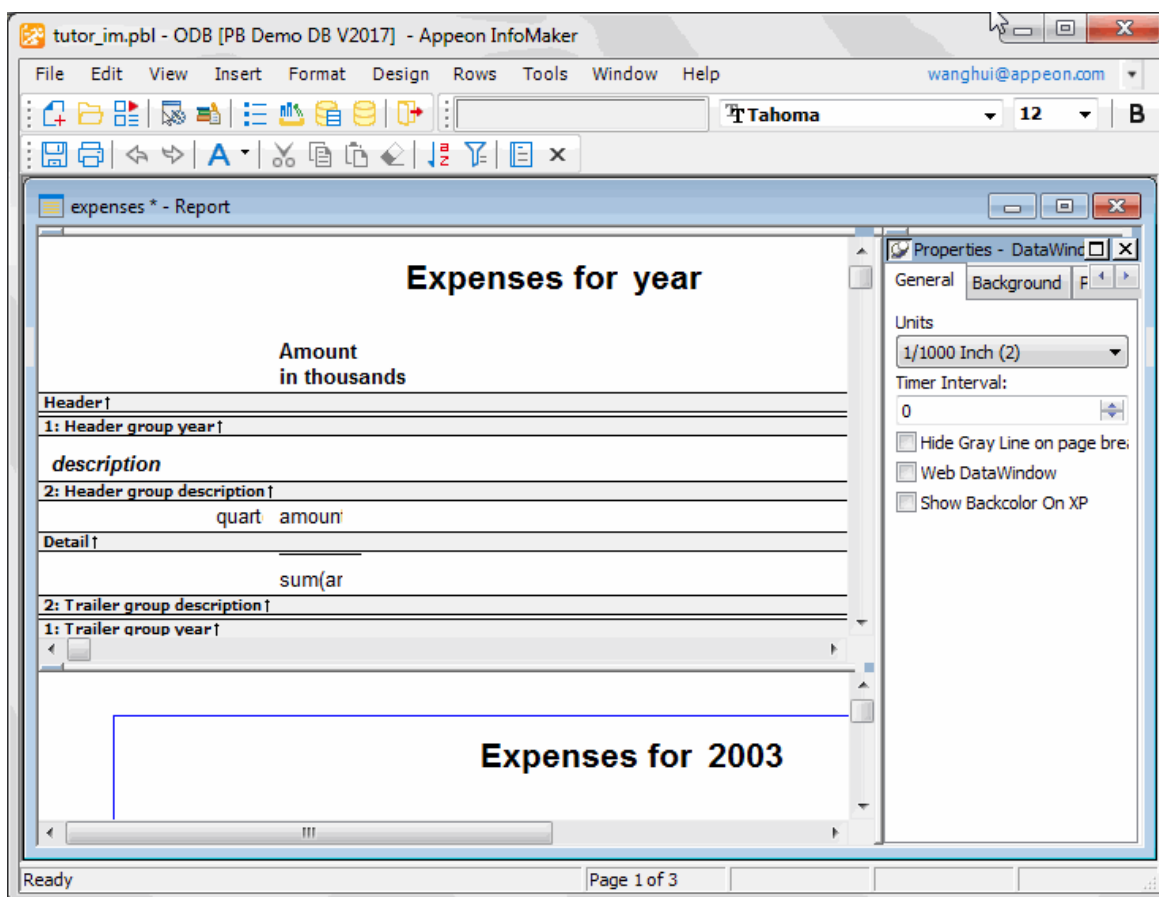 tutor_im.pbl - ODB [PB Demo DB V2017] - Appeon InfoMaker
File Edit View Insert Format Design Rows Tools Window Help wanghui@appeon.com
Tahoma 12 B
expenses * - Report
Expenses for year
Amount
in thousands
Header↑
1: Header group year↑
description
2: Header group description↑
quart amoun
Detail↑
sum(ar
2: Trailer group description↑
1: Trailer group year↑
Expenses for 2003
Properties - DataWind
General Background P
Units
1/1000 Inch (2)
Timer Interval:
0
Hide Gray Line on page brea
Web DataWindow
Show Backcolor On XP
Ready Page 1 of 3